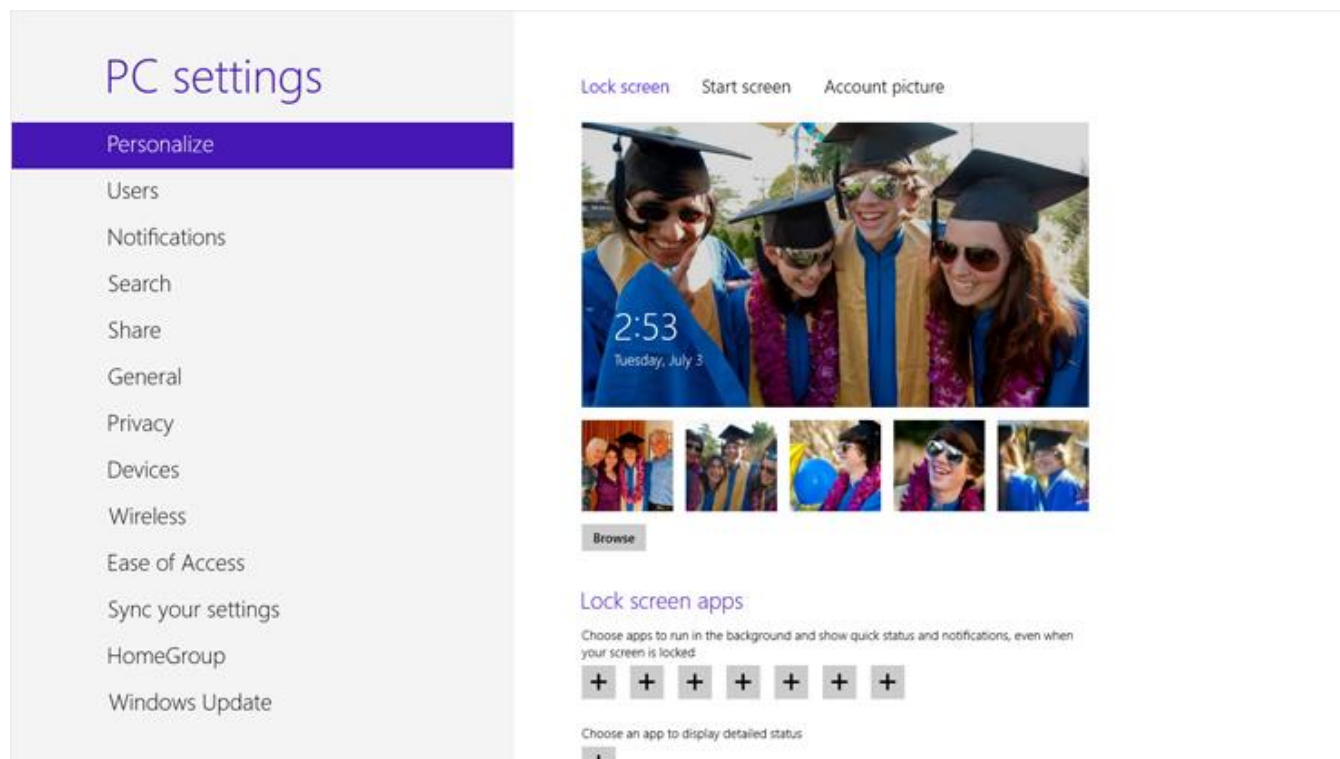 PC settings
Personalize
Users
Notifications
Search
Share
General
Privacy
Devices
Wireless
Ease of Access
Sync your settings
HomeGroup
Windows Update
Lock screen Start screen Account picture
2:53
Tuesday, July 3
Browse
Lock screen apps
Choose apps to run in the background and show quick status and notifications, even when
your screen is locked
+ + + + + + +
Choose an app to display detailed status
+